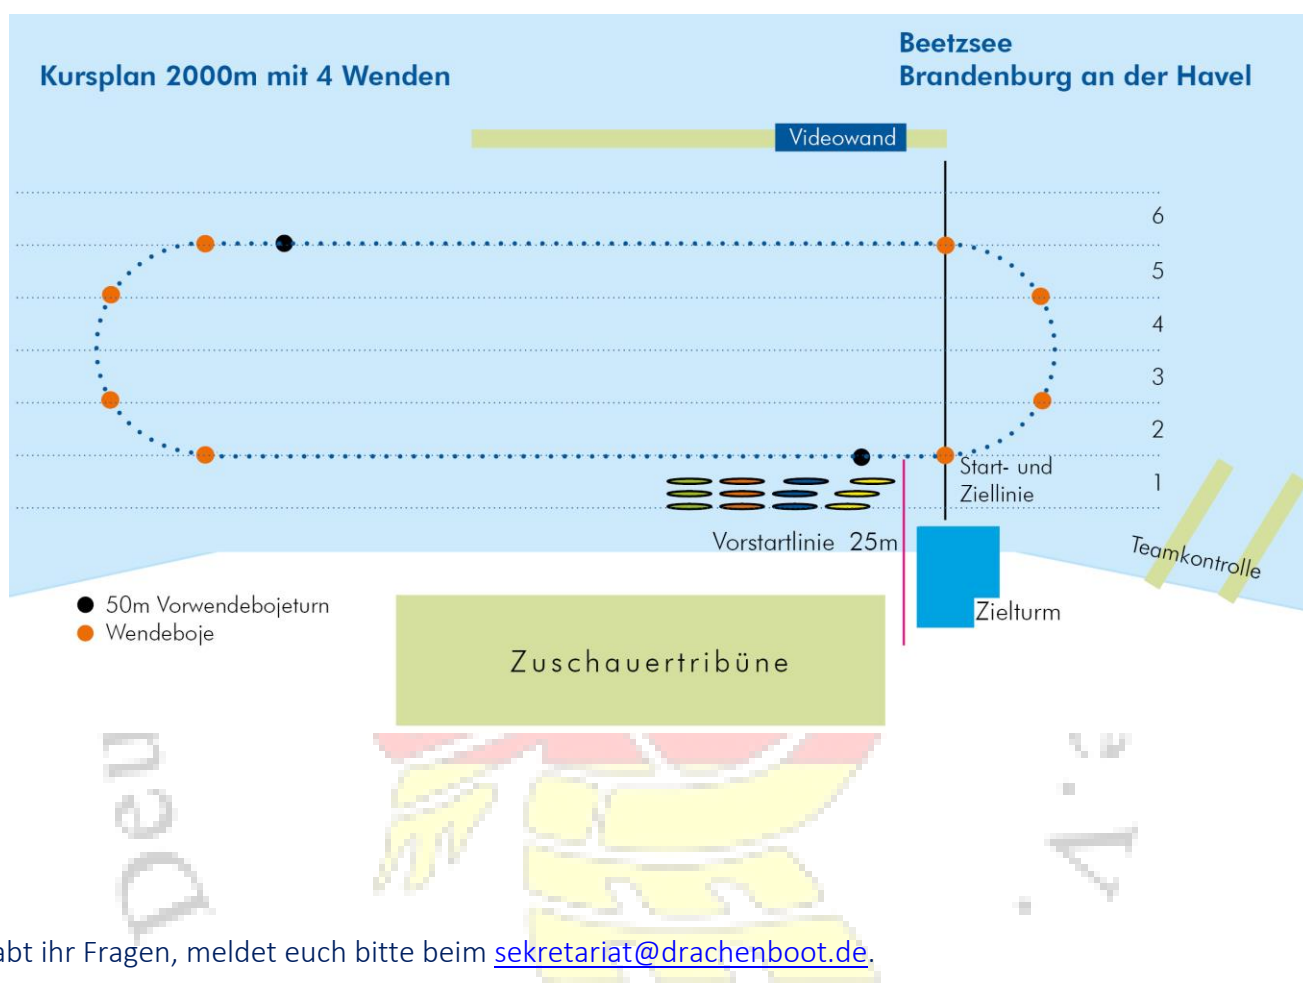 Beetzsee
Kursplan 2000m mit 4 Wenden
Brandenburg an der Havel
Videowand
6
5
4
3
2
1
Start- und
Ziellinie
Vorstartlinie 25m
Teamkontrolle
50m Vorwendebojeturn
Wendeboje
Zielturm
Zuschauertribüne
Deu
abt ihr Fragen, meldet euch bitte beim sekretariat@drachenboot.de.